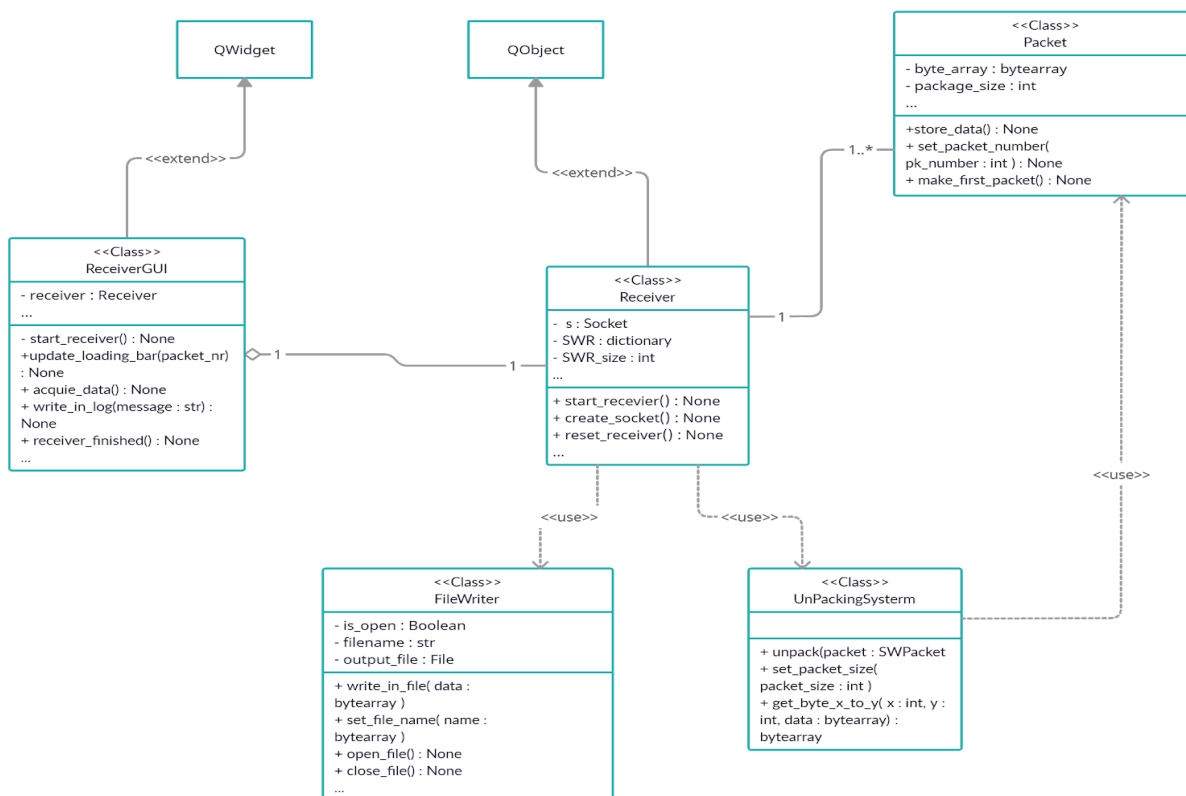 QWidget
QObject
<<Class>>
Packet
- byte_array : bytearray
- package_size : int
...
+store_data() : None
+ set_packet_number(
pk_number : int ) : None
+ make_first_packet() : None
<<extend>>
<<extend>>
1..*
<<Class>>
ReceiverGUI
- receiver : Receiver
...
- start_receiver() : None
+update_loading_bar(packet_nr)
: None
+ acquie_data() : None
+ write_in_log(message : str) :
None
+ receiver_finished() : None
...
1
1
<<Class>>
Receiver
- s : Socket
- SWR : dictionary
- SWR_size : int
...
+ start_recevier() : None
+ create_socket() : None
+ reset_receiver() : None
...
1
<<use>>
<<use>>
<<use>>
<<Class>>
FileWriter
- is_open : Boolean
- filename : str
- output_file : File
+ write_in_file( data :
bytearray )
+ set_file_name( name :
bytearray )
+ open_file() : None
+ close_file() : None
...
<<Class>>
UnPackingSysterm
+ unpack(packet : SWPacket
+ set_packet_size(
packet_size : int )
+ get_byte_x_to_y( x : int, y :
int, data : bytearray) :
bytearray